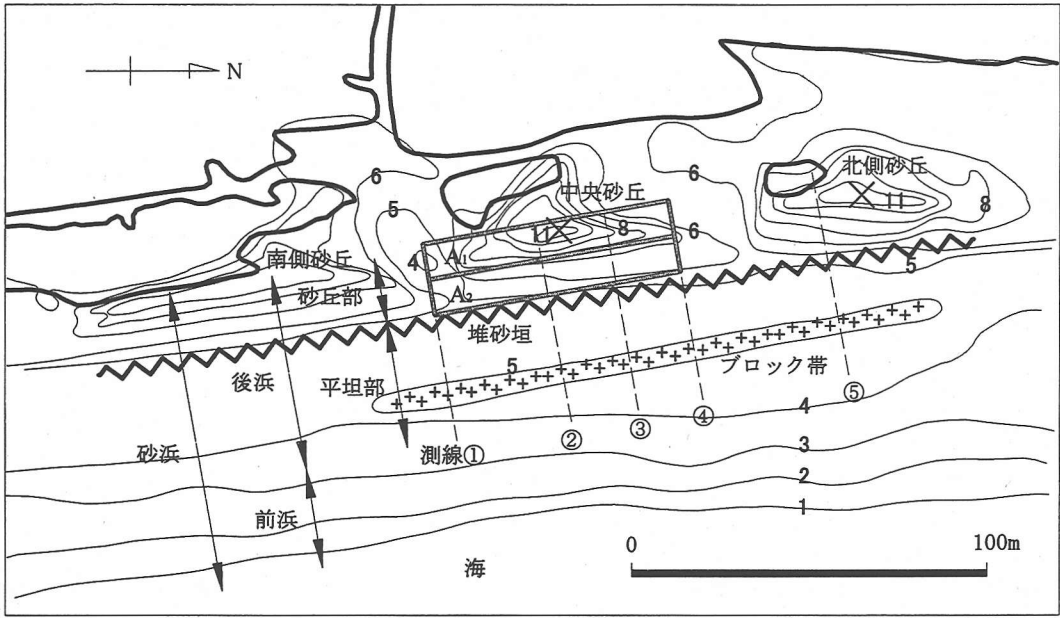 N
6
5
4
A₁
A₂
中央砂丘
11
8
6
6
北側砂丘
11
8
5
南側砂丘
砂丘部
堆砂垣
後浜
平坦部
5
ブロック帯
⑤
4
④
③
②
測線①
砂浜
3
2
1
前浜
海
0
100m